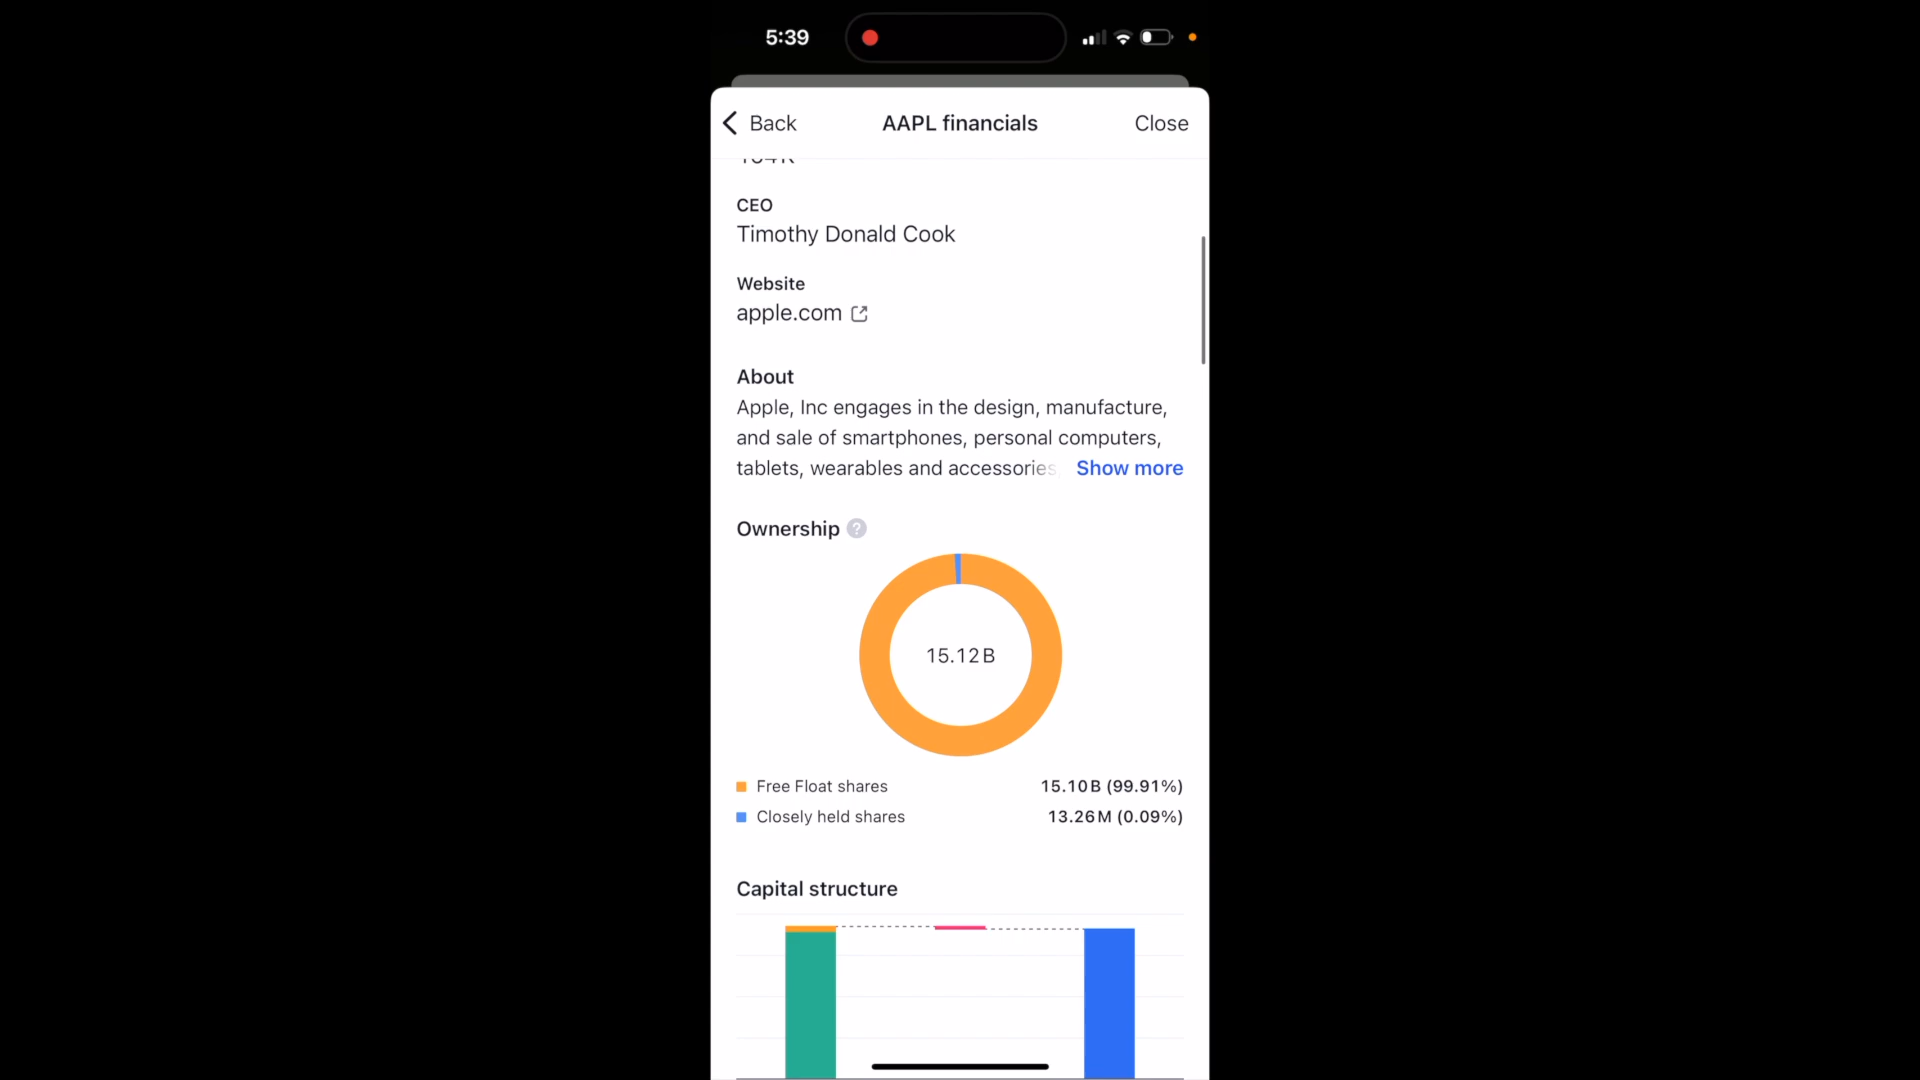 5:39
Back
AAPL financials
Close
CEO
Timothy Donald Cook
Website
apple.com
About
Apple, Inc engages in the design, manufacture,
and sale of smartphones, personal computers,
tablets, wearables and accessories, Show more
Ownership ?
15.12B
Free Float shares 15.10B (99.91%)
Closely held shares 13.26M (0.09%)
Capital structure